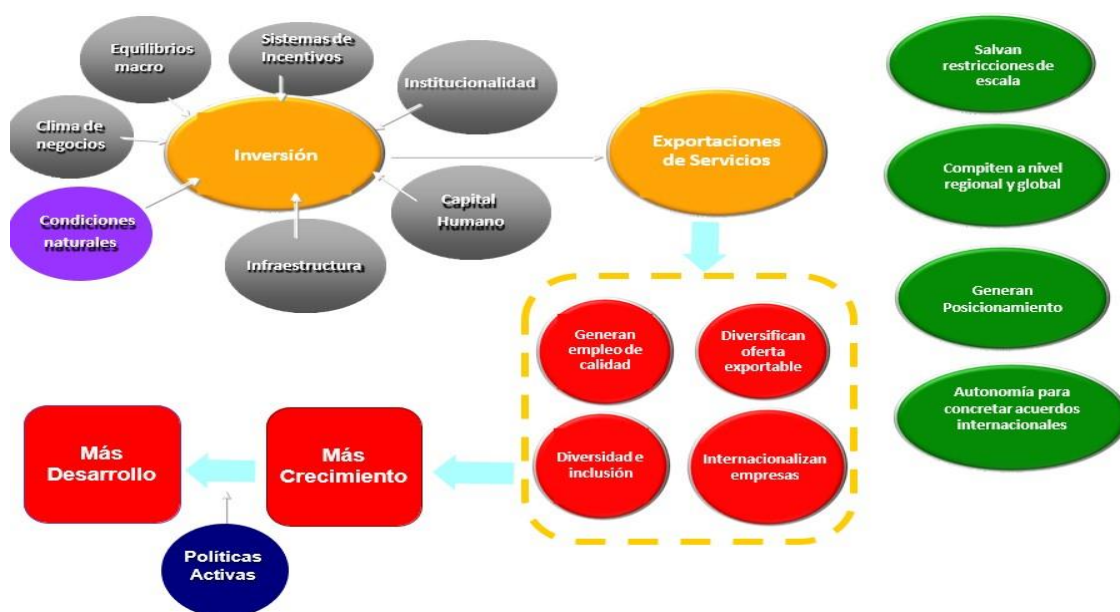 Equilibrios
macro
Sistemas de
Incentivos
Institucionalidad
Clima de
negocios
Inversión
Condiciones
naturales
Infraestructura
Capital
Humano
Exportaciones
de Servicios
Generan
empleo de
calidad
Diversifican
oferta
exportable
Diversidad e
inclusión
Internacionalizan
empresas
Más
Crecimiento
Más
Desarrollo
Políticas
Activas
Salvan
restricciones de
escala
Compiten a nivel
regional y global
Generan
Posicionamiento
Autonomía para
concretar acuerdos
internacionales